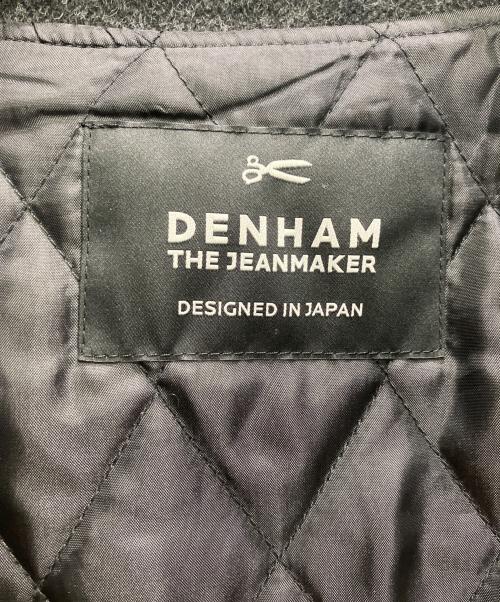 DENHAM
THE JEANMAKER
DESIGNED IN JAPAN